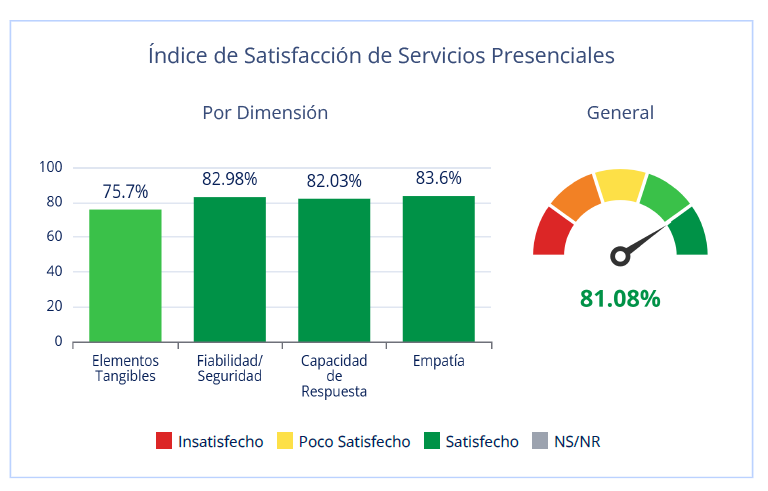 Índice de Satisfacción de Servicios Presenciales
Por Dimensión
General
100
80
60
40
20
0
75.7%
82.98%
82.03%
83.6%
Elementos
Tangibles
Fiabilidad/
Seguridad
Capacidad
de
Respuesta
Empatía
81.08%
Insatisfecho
Poco Satisfecho
Satisfecho
NS/NR